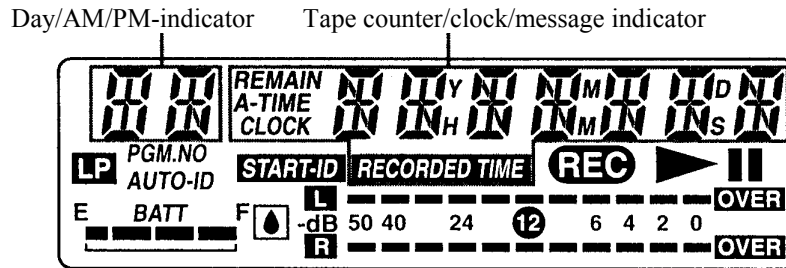 Day/AM/PM-indicator Tape counter/clock/message indicator
REMAIN Y M D
A-TIME
CLOCK H M S
LP PGM.NO START-ID RECORDED TIME REC
AUTO-ID
L OVER
E BATT F -dB 50 40 24 12 6 4 2 0
R OVER